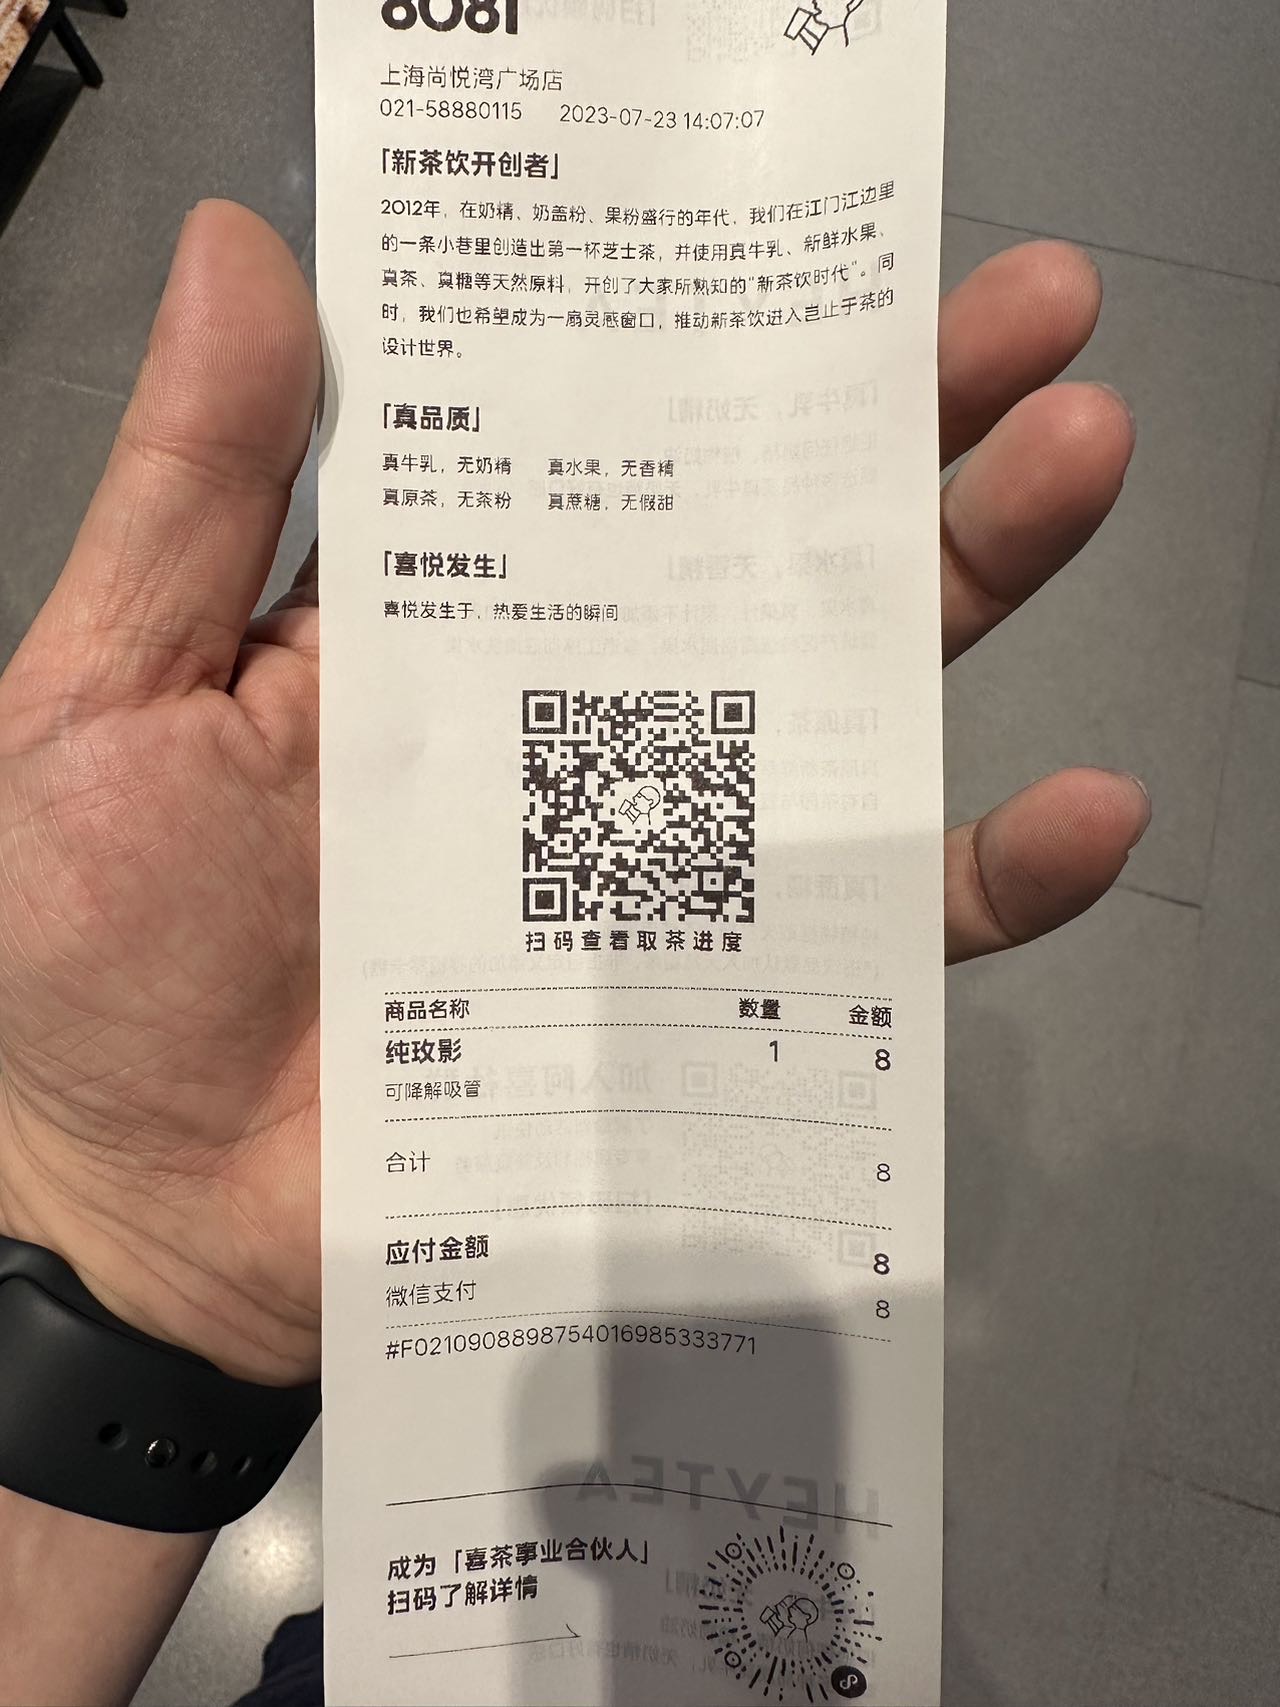 8081
上海尚悦湾广场店
021-58880115 2023-07-23 14:07:07
「新茶饮开创者」
2012年，在奶精、奶盖粉、果粉盛行的年代，我们在江门江边里
的一条小巷里创造出第一杯芝士茶，并使用真牛乳、新鲜水果、
真茶、真糖等天然原料，开创了大家所熟知的“新茶饮时代”。同
时，我们也希望成为一扇灵感窗口，推动新茶饮进入岂止于茶的
设计世界。
「真品质」
真牛乳，无奶精 真水果，无香精
真原茶，无茶粉 真蔗糖，无假甜
「喜悦发生」
喜悦发生于，热爱生活的瞬间
扫码查看取茶进度
商品名称 数量 金额
纯玫影 1 8
可降解吸管
合计 8
应付金额 8
微信支付 8
#F0210908898754016985333771
HEYTEA
成为「喜茶事业合伙人」
扫码了解详情